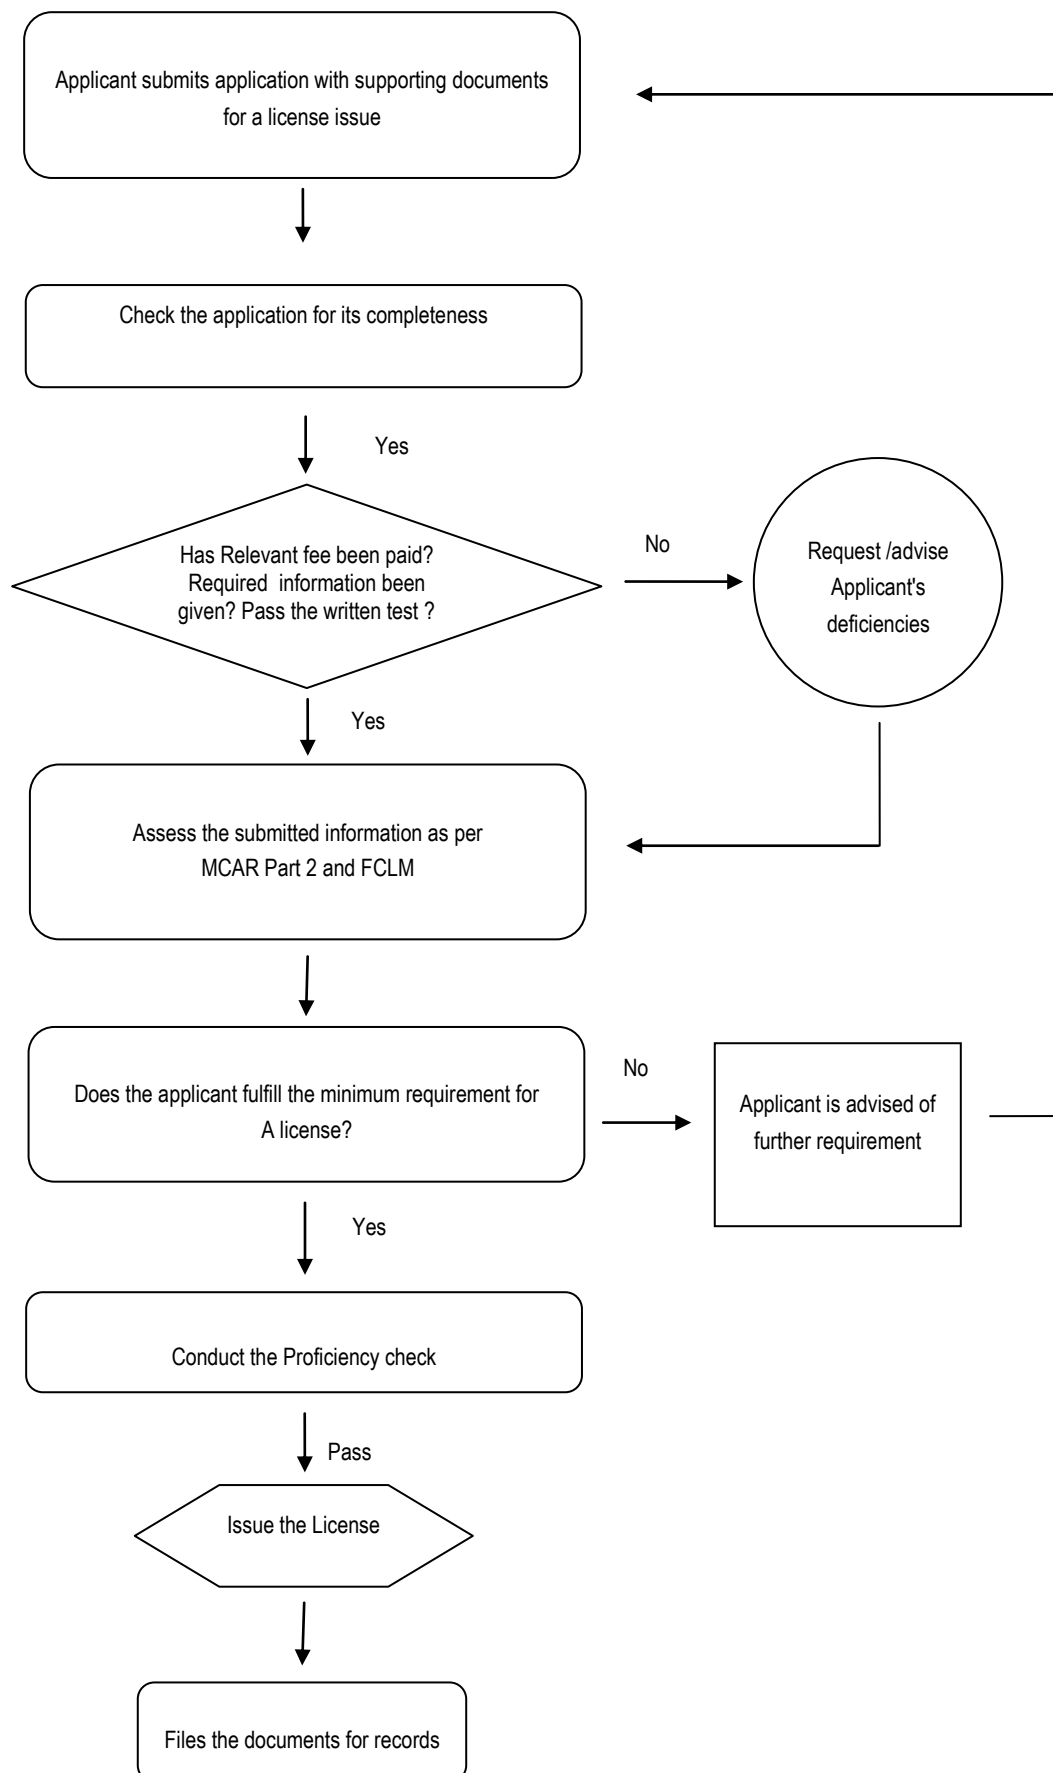 Applicant submits application with supporting documents
for a license issue
Check the application for its completeness
Yes
Has Relevant fee been paid?
Required information been
given? Pass the written test ?
No
Request /advise
Applicant's
deficiencies
Yes
Assess the submitted information as per
MCAR Part 2 and FCLM
Does the applicant fulfill the minimum requirement for
A license?
No
Applicant is advised of
further requirement
Yes
Conduct the Proficiency check
Pass
Issue the License
Files the documents for records